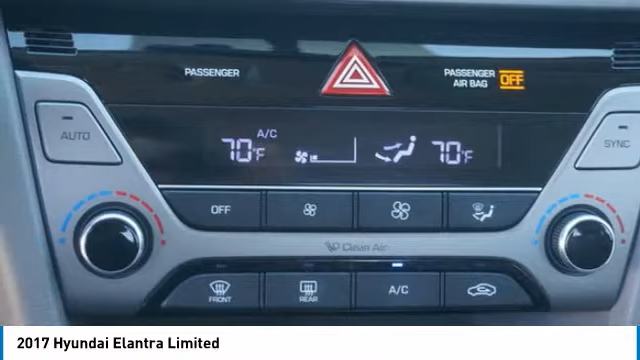 PASSENGER
PASSENGER AIR BAG OFF
AUTO
A/C
70°F
70°F
SYNC
OFF
Clean Air
FRONT
REAR
A/C
2017 Hyundai Elantra Limited